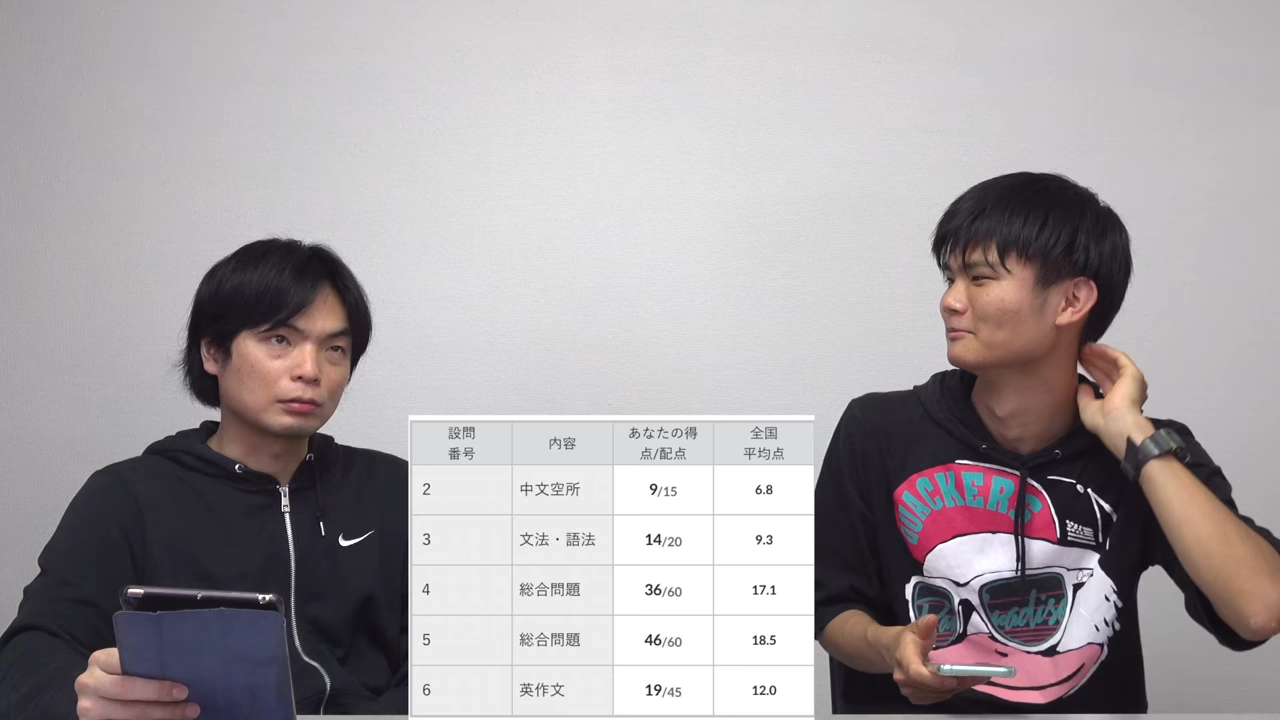 設問番号 内容 あなたの得点/配点 全国平均点
2 中文空所 9/15 6.8
3 文法・語法 14/20 9.3
4 総合問題 36/60 17.1
5 総合問題 46/60 18.5
6 英作文 19/45 12.0
QUACKERS
Paradise